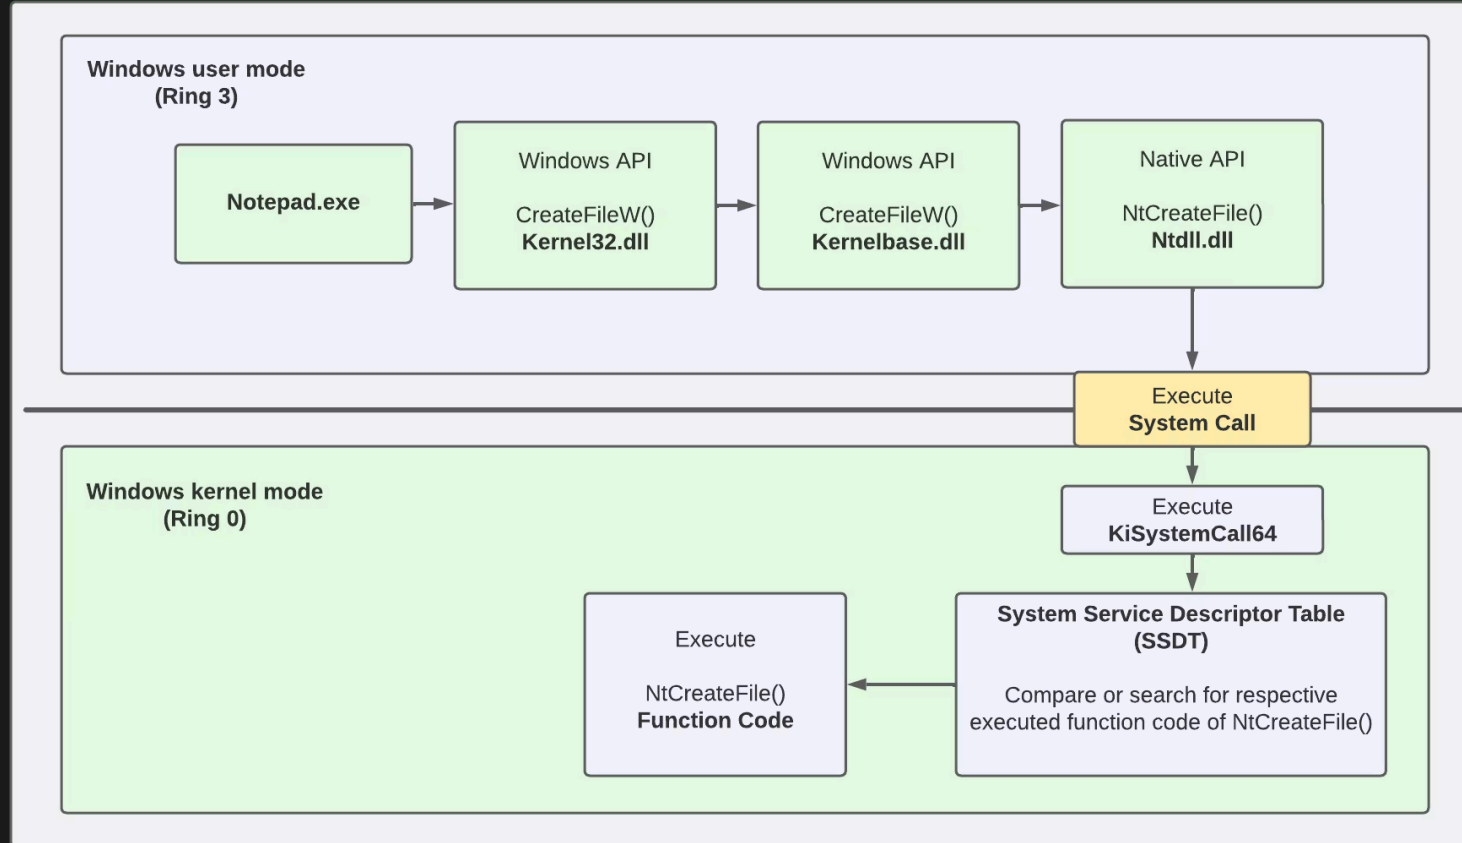 Windows user mode
(Ring 3)
Notepad.exe
Windows API
CreateFileW()
Kernel32.dll
Windows API
CreateFileW()
Kernelbase.dll
Native API
NtCreateFile()
Ntdll.dll
Execute
System Call
Windows kernel mode
(Ring 0)
Execute
KiSystemCall64
System Service Descriptor Table
(SSDT)
Compare or search for respective
executed function code of NtCreateFile()
Execute
NtCreateFile()
Function Code